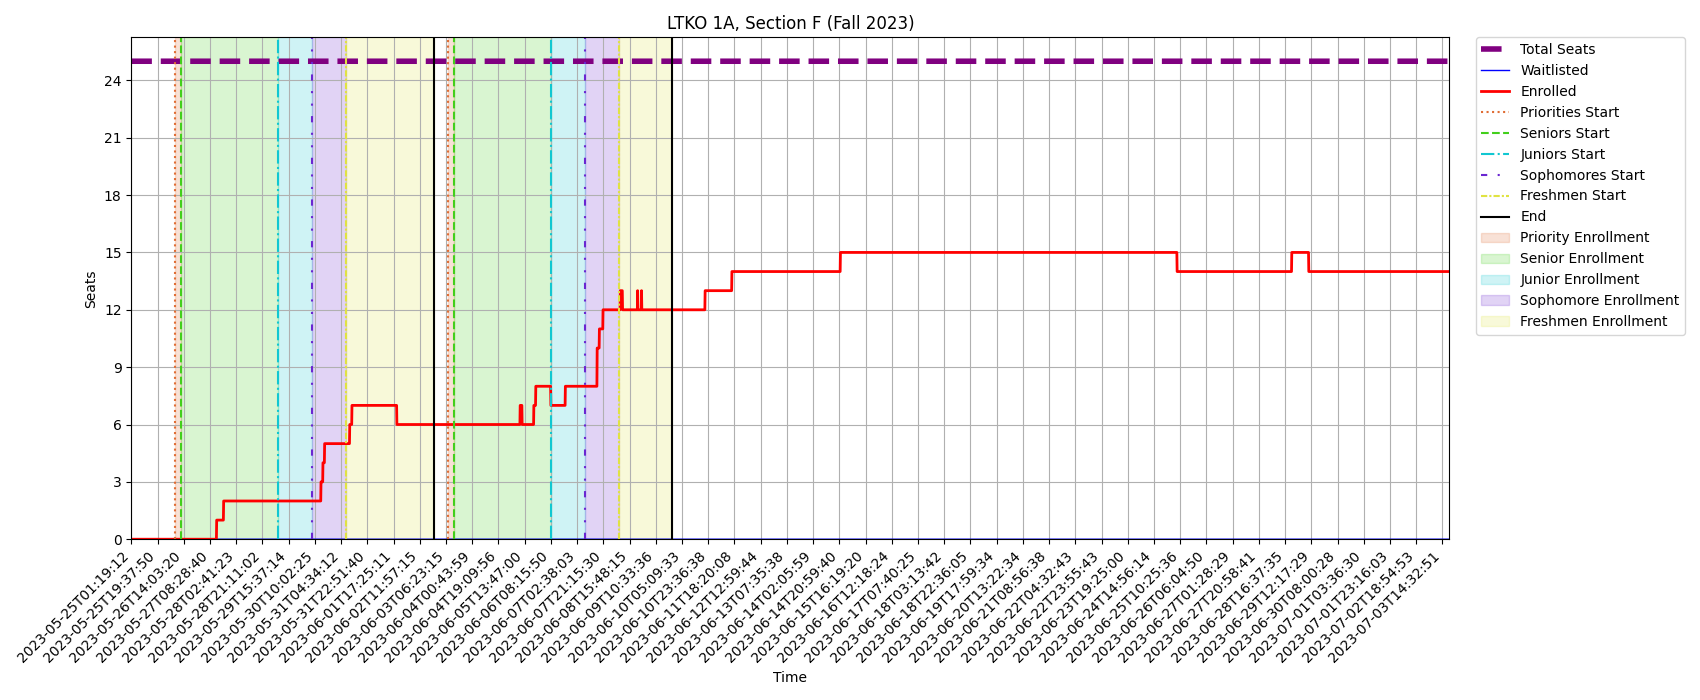 LTKO 1A, Section F (Fall 2023)
Seats
24
21
18
15
12
9
6
3
0
2023-05-25T01:19:12
2023-05-25T19:37:50
2023-05-26T14:03:20
2023-05-27T08:28:40
2023-05-28T02:41:23
2023-05-28T21:11:02
2023-05-29T15:37:14
2023-05-30T10:02:25
2023-05-31T04:34:12
2023-05-31T22:51:40
2023-06-01T17:25:11
2023-06-02T11:57:15
2023-06-03T06:23:15
2023-06-04T00:43:59
2023-06-04T19:09:56
2023-06-05T13:47:00
2023-06-06T08:15:50
2023-06-07T02:38:03
2023-06-07T21:15:30
2023-06-08T15:48:15
2023-06-09T10:33:36
2023-06-10T05:09:33
2023-06-10T23:36:38
2023-06-11T18:20:08
2023-06-12T12:59:44
2023-06-13T07:35:38
2023-06-14T02:05:59
2023-06-14T20:59:40
2023-06-15T16:19:20
2023-06-16T12:18:24
2023-06-17T07:40:25
2023-06-18T03:13:42
2023-06-18T22:36:05
2023-06-19T17:59:34
2023-06-20T13:22:34
2023-06-21T08:56:38
2023-06-22T04:32:43
2023-06-22T23:55:43
2023-06-23T19:25:00
2023-06-24T14:56:14
2023-06-25T10:25:36
2023-06-26T06:04:50
2023-06-27T01:28:29
2023-06-27T20:58:41
2023-06-28T16:37:35
2023-06-29T12:17:29
2023-06-30T08:00:28
2023-07-01T03:36:30
2023-07-01T23:16:03
2023-07-02T18:54:53
2023-07-03T14:32:51
Time
Total Seats
Waitlisted
Enrolled
Priorities Start
Seniors Start
Juniors Start
Sophomores Start
Freshmen Start
End
Priority Enrollment
Senior Enrollment
Junior Enrollment
Sophomore Enrollment
Freshmen Enrollment